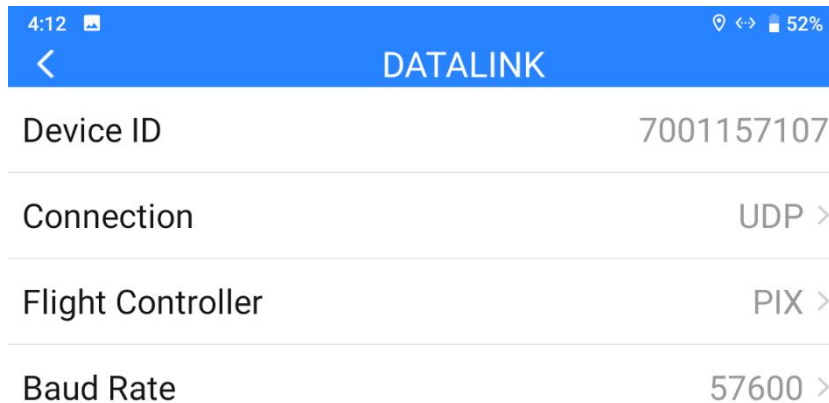 4:12 52%
DATALINK
Device ID 7001157107
Connection UDP
Flight Controller PIX
Baud Rate 57600